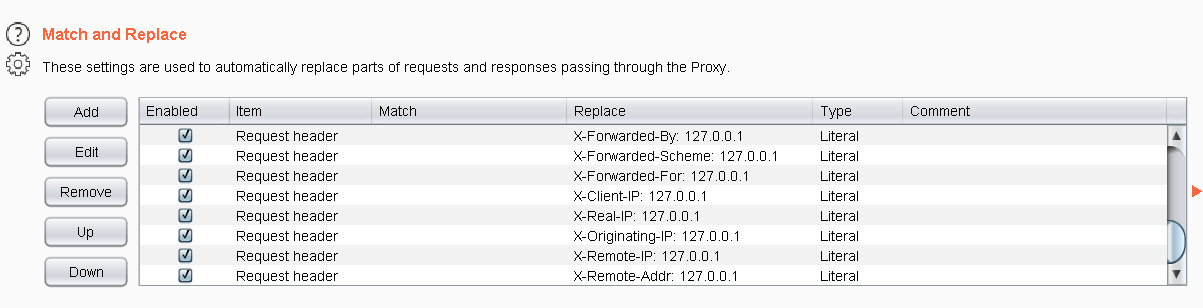 Match and Replace
These settings are used to automatically replace parts of requests and responses passing through the Proxy.
Add
Edit
Remove
Up
Down
Enabled Item Match Replace Type Comment
Request header X-Forwarded-By: 127.0.0.1 Literal
Request header X-Forwarded-Scheme: 127.0.0.1 Literal
Request header X-Forwarded-For: 127.0.0.1 Literal
Request header X-Client-IP: 127.0.0.1 Literal
Request header X-Real-IP: 127.0.0.1 Literal
Request header X-Originating-IP: 127.0.0.1 Literal
Request header X-Remote-IP: 127.0.0.1 Literal
Request header X-Remote-Addr: 127.0.0.1 Literal